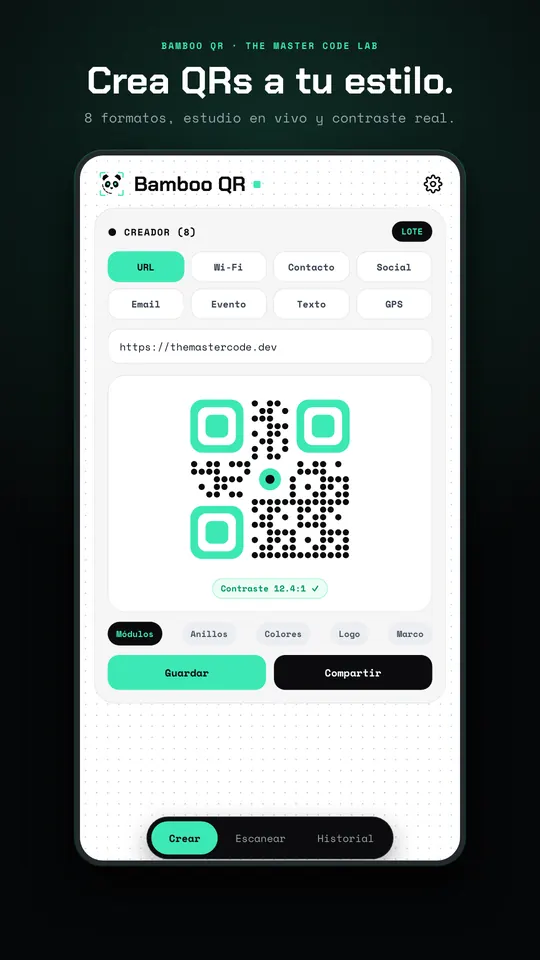 BAMBOO QR · THE MASTER CODE LAB
Crea QRs a tu estilo.
8 formatos, estudio en vivo y contraste real.
Bamboo QR
CREADOR (8)
LOTE
URL
Wi-Fi
Contacto
Social
Email
Evento
Texto
GPS
https://themastercode.dev
Contraste 12.4:1 ✓
Módulos
Anillos
Colores
Logo
Marco
Guardar
Compartir
Crear
Escanear
Historial